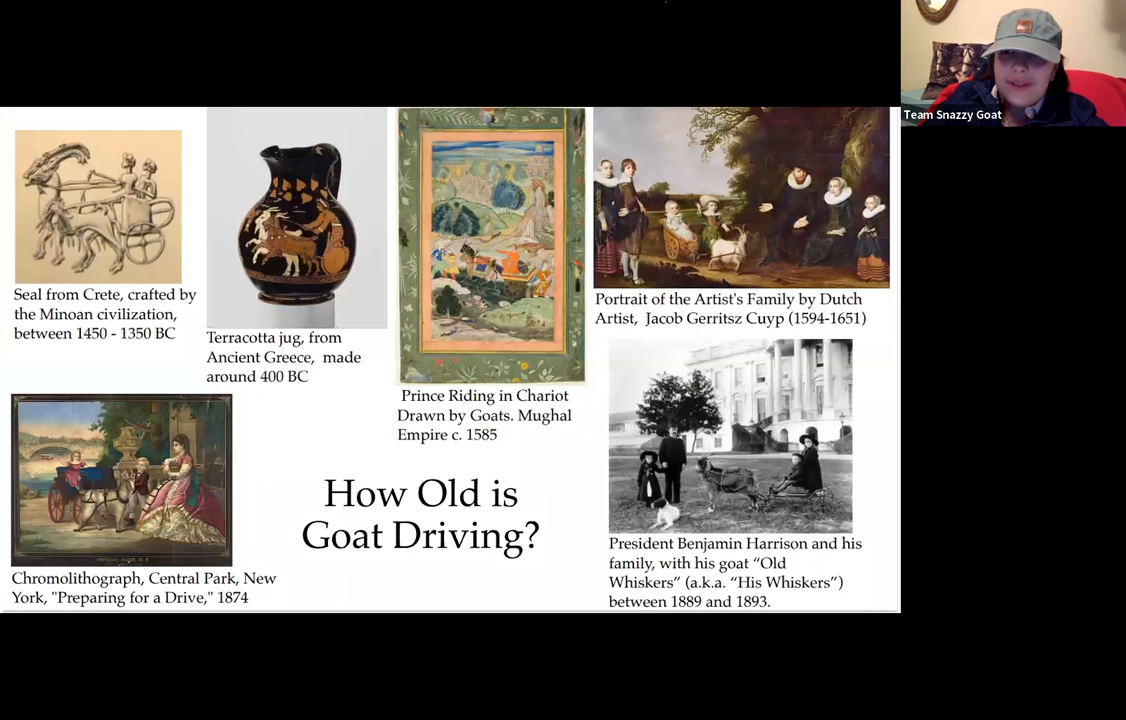 Team Snazzy Goat
Seal from Crete, crafted by
the Minoan civilization,
between 1450 - 1350 BC
Terracotta jug, from
Ancient Greece,  made
around 400 BC
Prince Riding in Chariot
Drawn by Goats. Mughal
Empire c. 1585
Portrait of the Artist's Family by Dutch
Artist,  Jacob Gerritsz Cuyp (1594-1651)
Chromolithograph, Central Park, New
York, "Preparing for a Drive," 1874
How Old is
Goat Driving?
President Benjamin Harrison and his
family, with his goat “Old
Whiskers” (a.k.a. “His Whiskers”)
between 1889 and 1893.